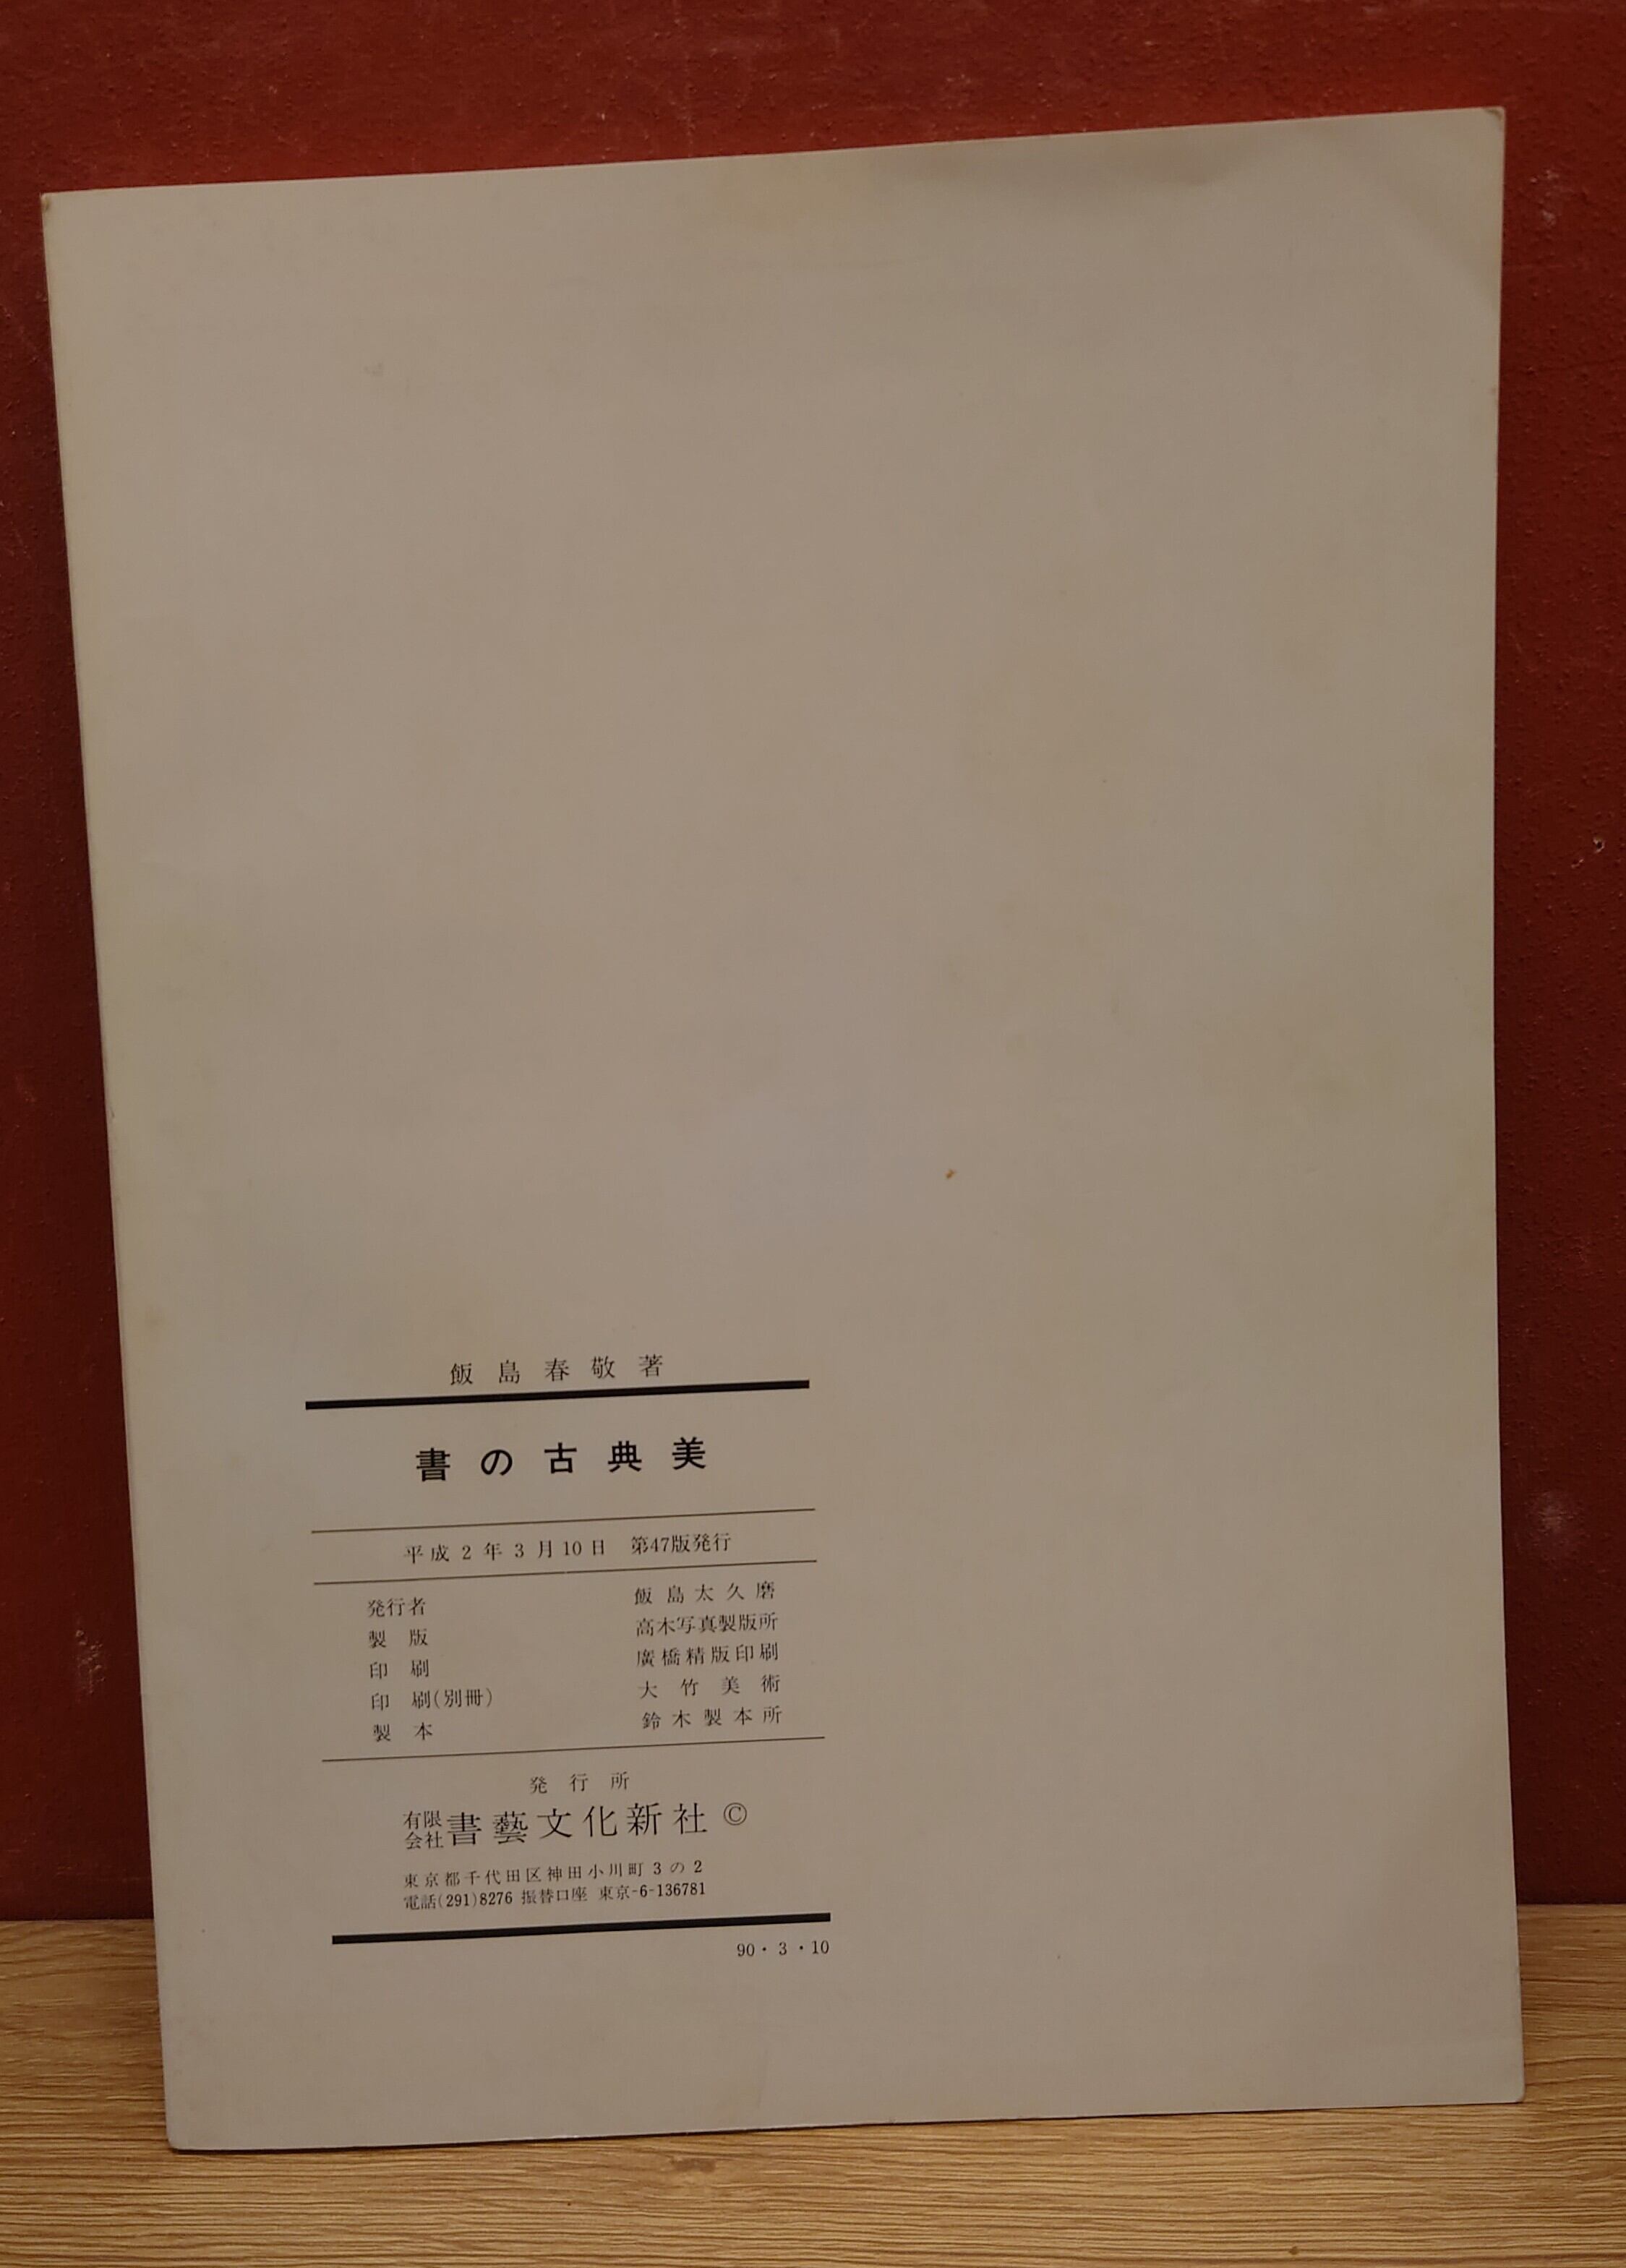 飯島春敬著
書の古典美
平成2年3月10日 第47版発行
発行者 飯島太久磨
製版 高木写真製版所
印刷 廣橋精版印刷
印刷(別冊) 大竹美術
製本 鈴木製本所
発行所
有限会社書藝文化新社©
東京都千代田区神田小川町3の2
電話(291)8276 振替口座 東京-6-136781
90・3・10